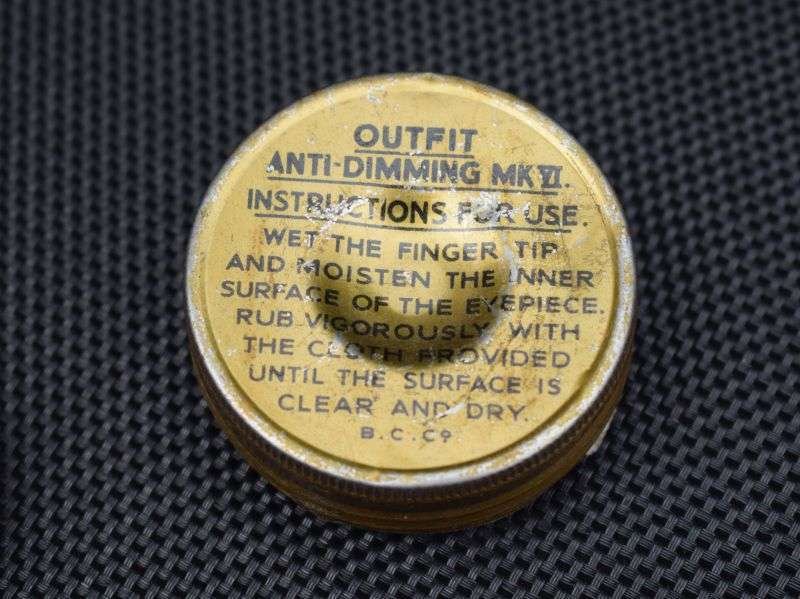 OUTFIT
ANTI-DIMMING MK VI.
INSTRUCTIONS FOR USE.
WET THE FINGER TIP
AND MOISTEN THE INNER
SURFACE OF THE EYEPIECE.
RUB VIGOROUSLY WITH
THE CLOTH PROVIDED
UNTIL THE SURFACE IS
CLEAR AND DRY.
B.C.Cº